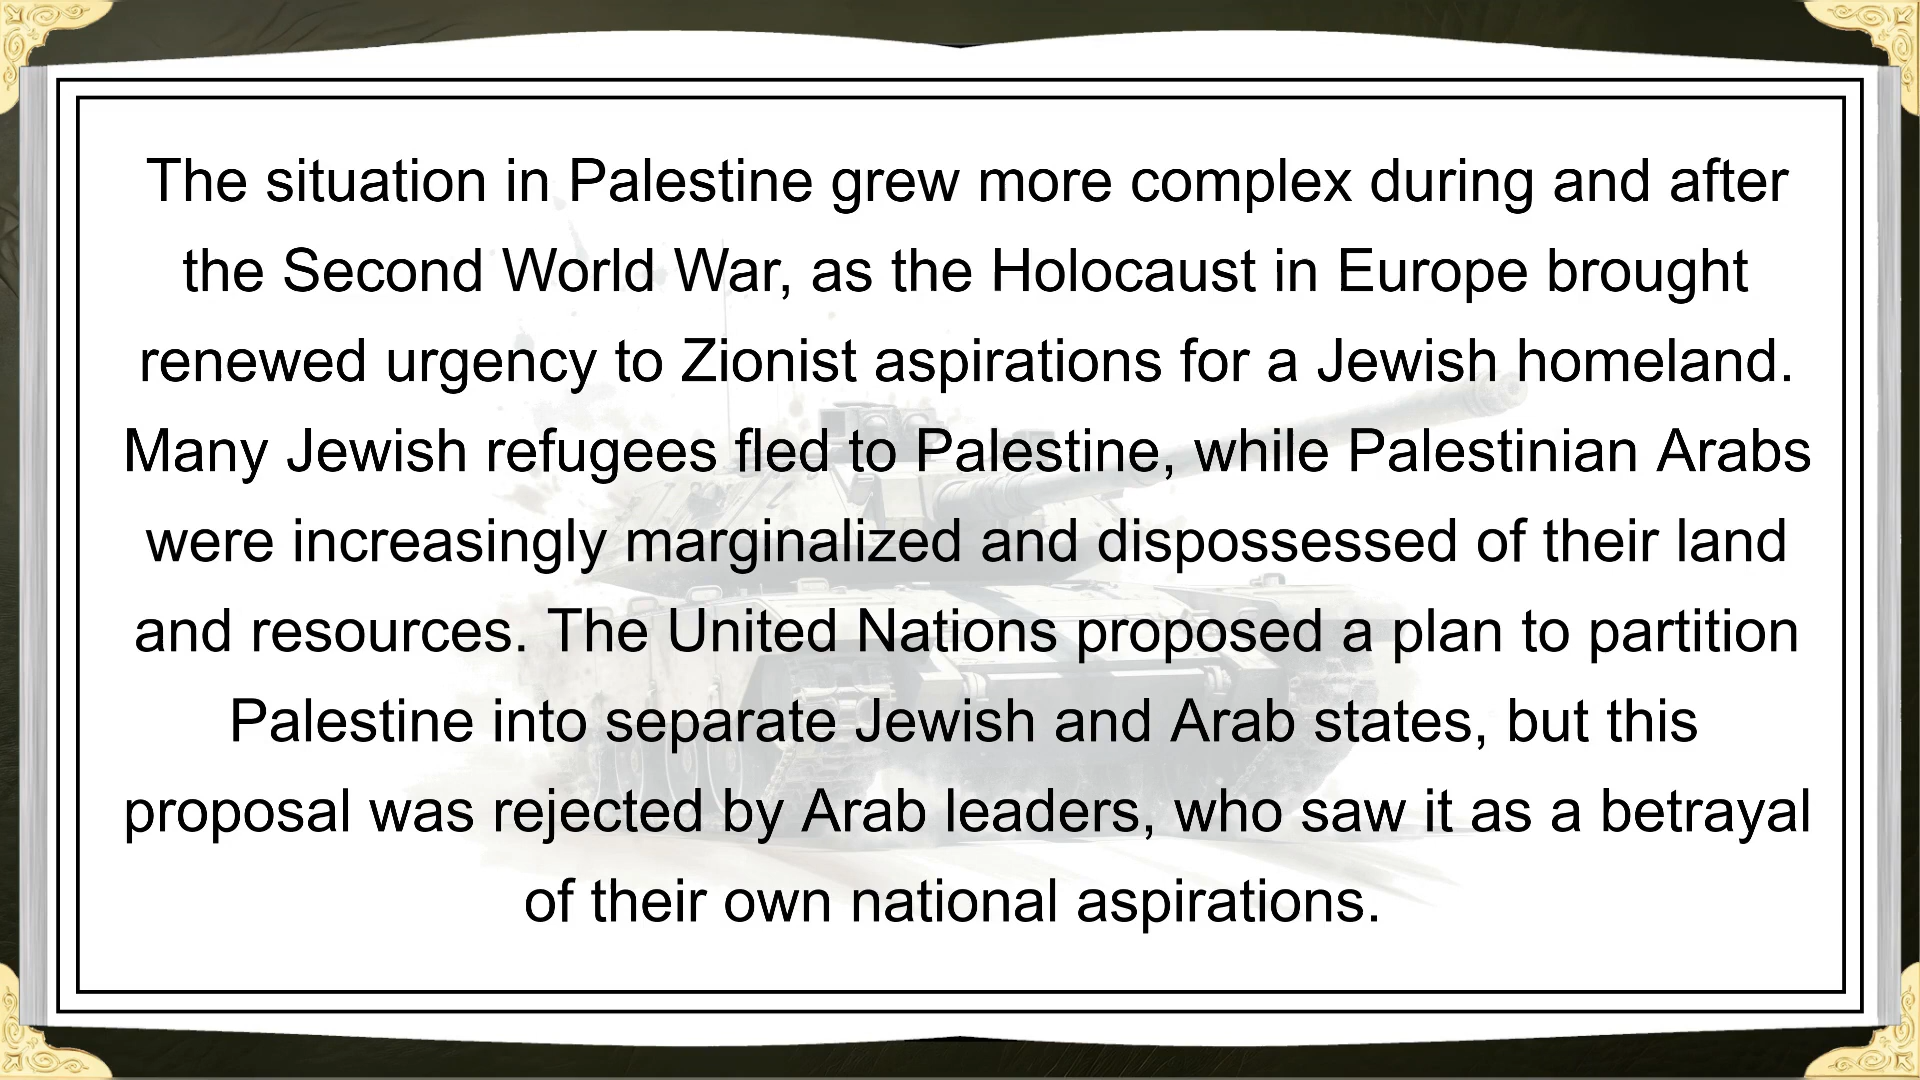 The situation in Palestine grew more complex during and after
the Second World War, as the Holocaust in Europe brought
renewed urgency to Zionist aspirations for a Jewish homeland.
Many Jewish refugees fled to Palestine, while Palestinian Arabs
were increasingly marginalized and dispossessed of their land
and resources. The United Nations proposed a plan to partition
Palestine into separate Jewish and Arab states, but this
proposal was rejected by Arab leaders, who saw it as a betrayal
of their own national aspirations.